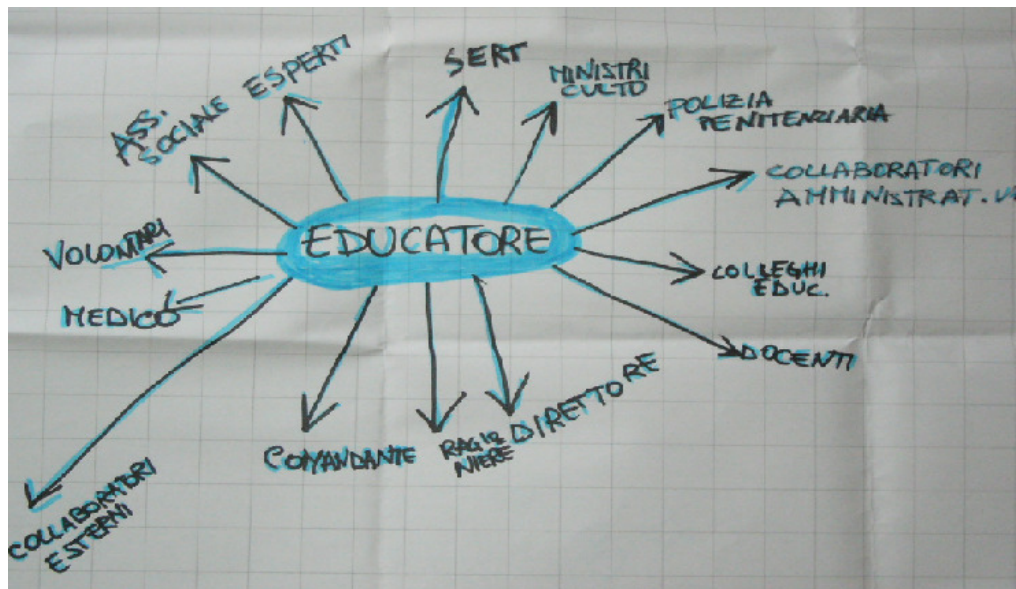 SERT
ESPERTI
MINISTRI
CULTO
ASS.
SOCIALE
POLIZIA
PENITENZIARIA
COLLABORATORI
AMMINISTRAT.VI
EDUCATORE
VOLONTARI
COLLEGHI
EDUC.
MEDICO
DOCENTI
DIRETTORE
COMANDANTE
RAGIO
NIERE
COLLABORATORI
ESTERNI